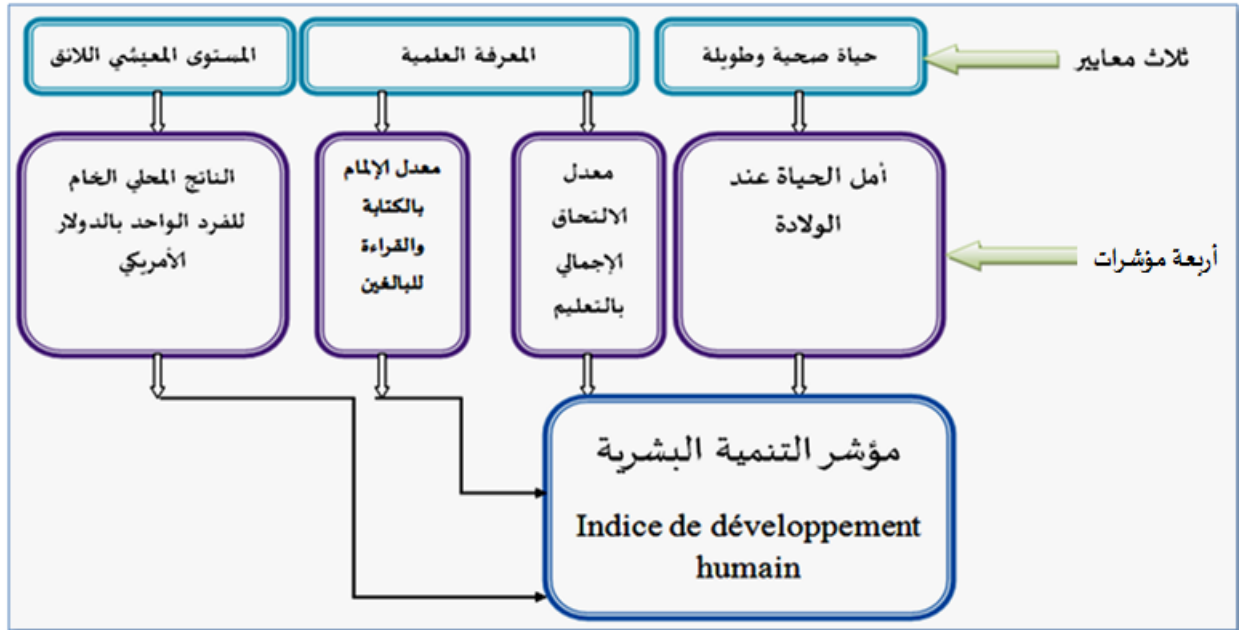 ثلاث معايير
حياة صحية وطويلة
المعرفة العلمية
المستوى المعيشي اللائق
أربعة مؤشرات
أمل الحياة عند
الولادة
معدل
الالتحاق
الإجمالي
بالتعليم
معدل الإلمام
بالكتابة
والقراءة
للبالغين
الناتج المحلي الخام
للفرد الواحد بالدولار
الأمريكي
مؤشر التنمية البشرية
Indice de développement
humain